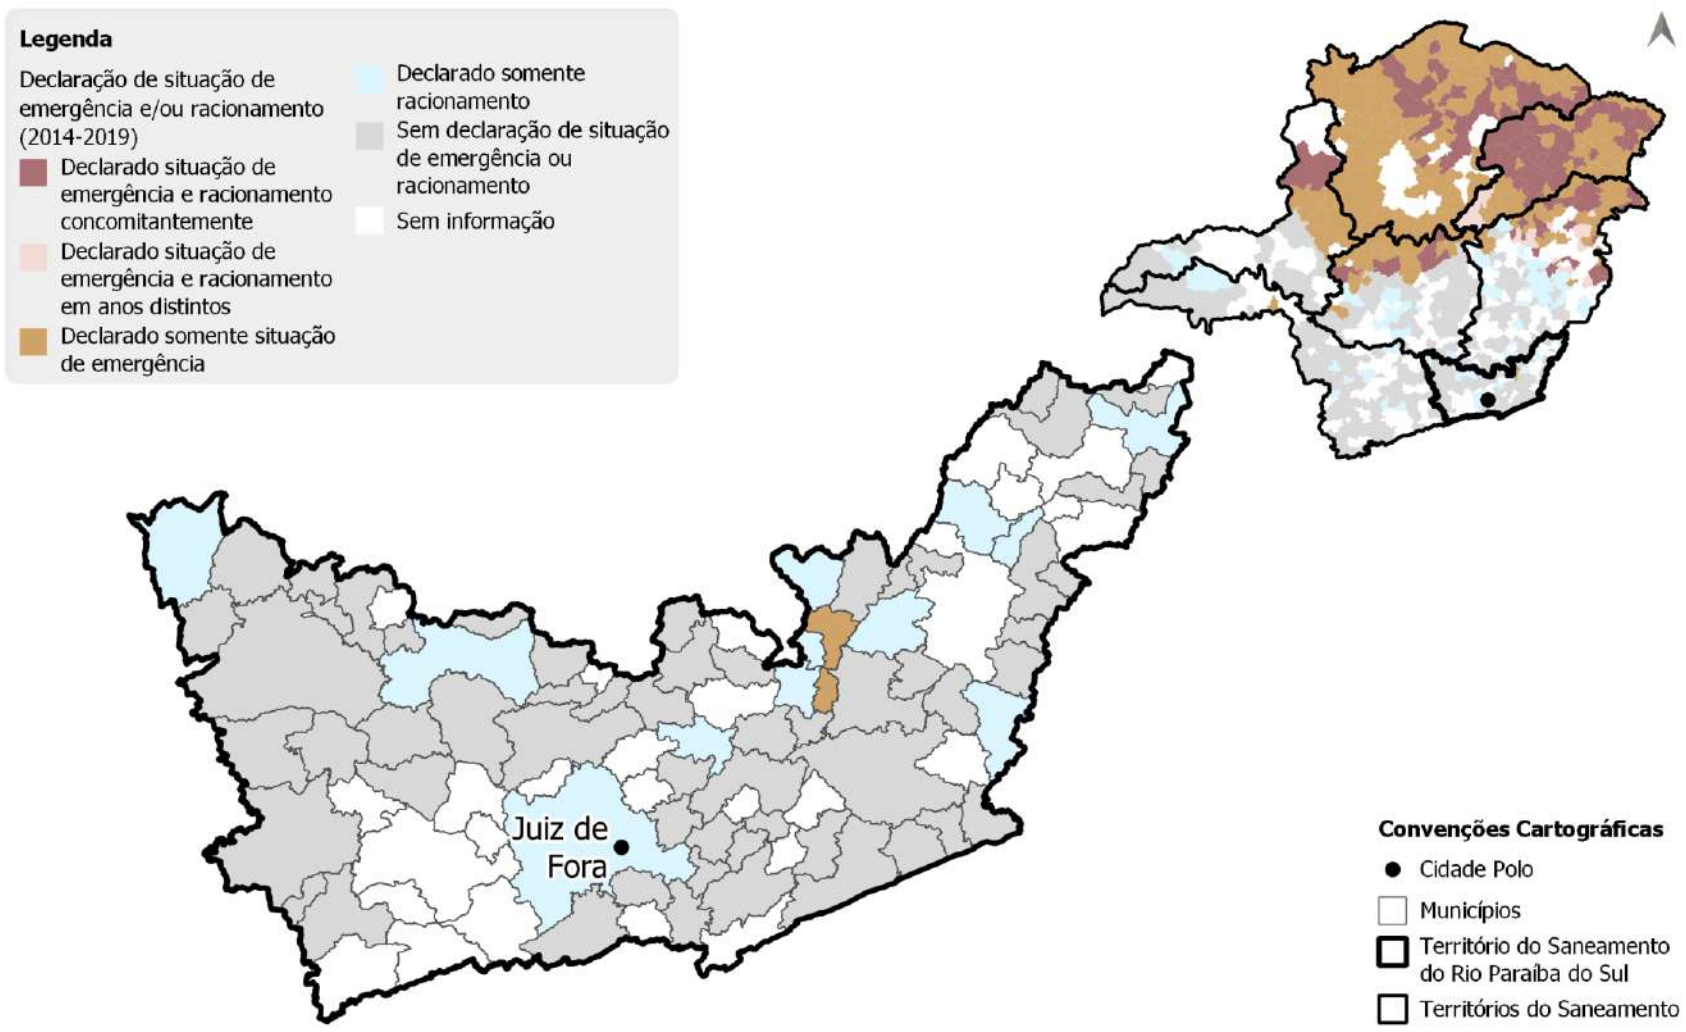 Legenda
Declaração de situação de
emergência e/ou racionamento
(2014-2019)
Declarado situação de
emergência e racionamento
concomitantemente
Declarado situação de
emergência e racionamento
em anos distintos
Declarado somente situação
de emergência
Declarado somente
racionamento
Sem declaração de situação
de emergência ou
racionamento
Sem informação
Juiz de
Fora
Convenções Cartográficas
Cidade Polo
Municípios
Território do Saneamento
do Rio Paraíba do Sul
Territórios do Saneamento